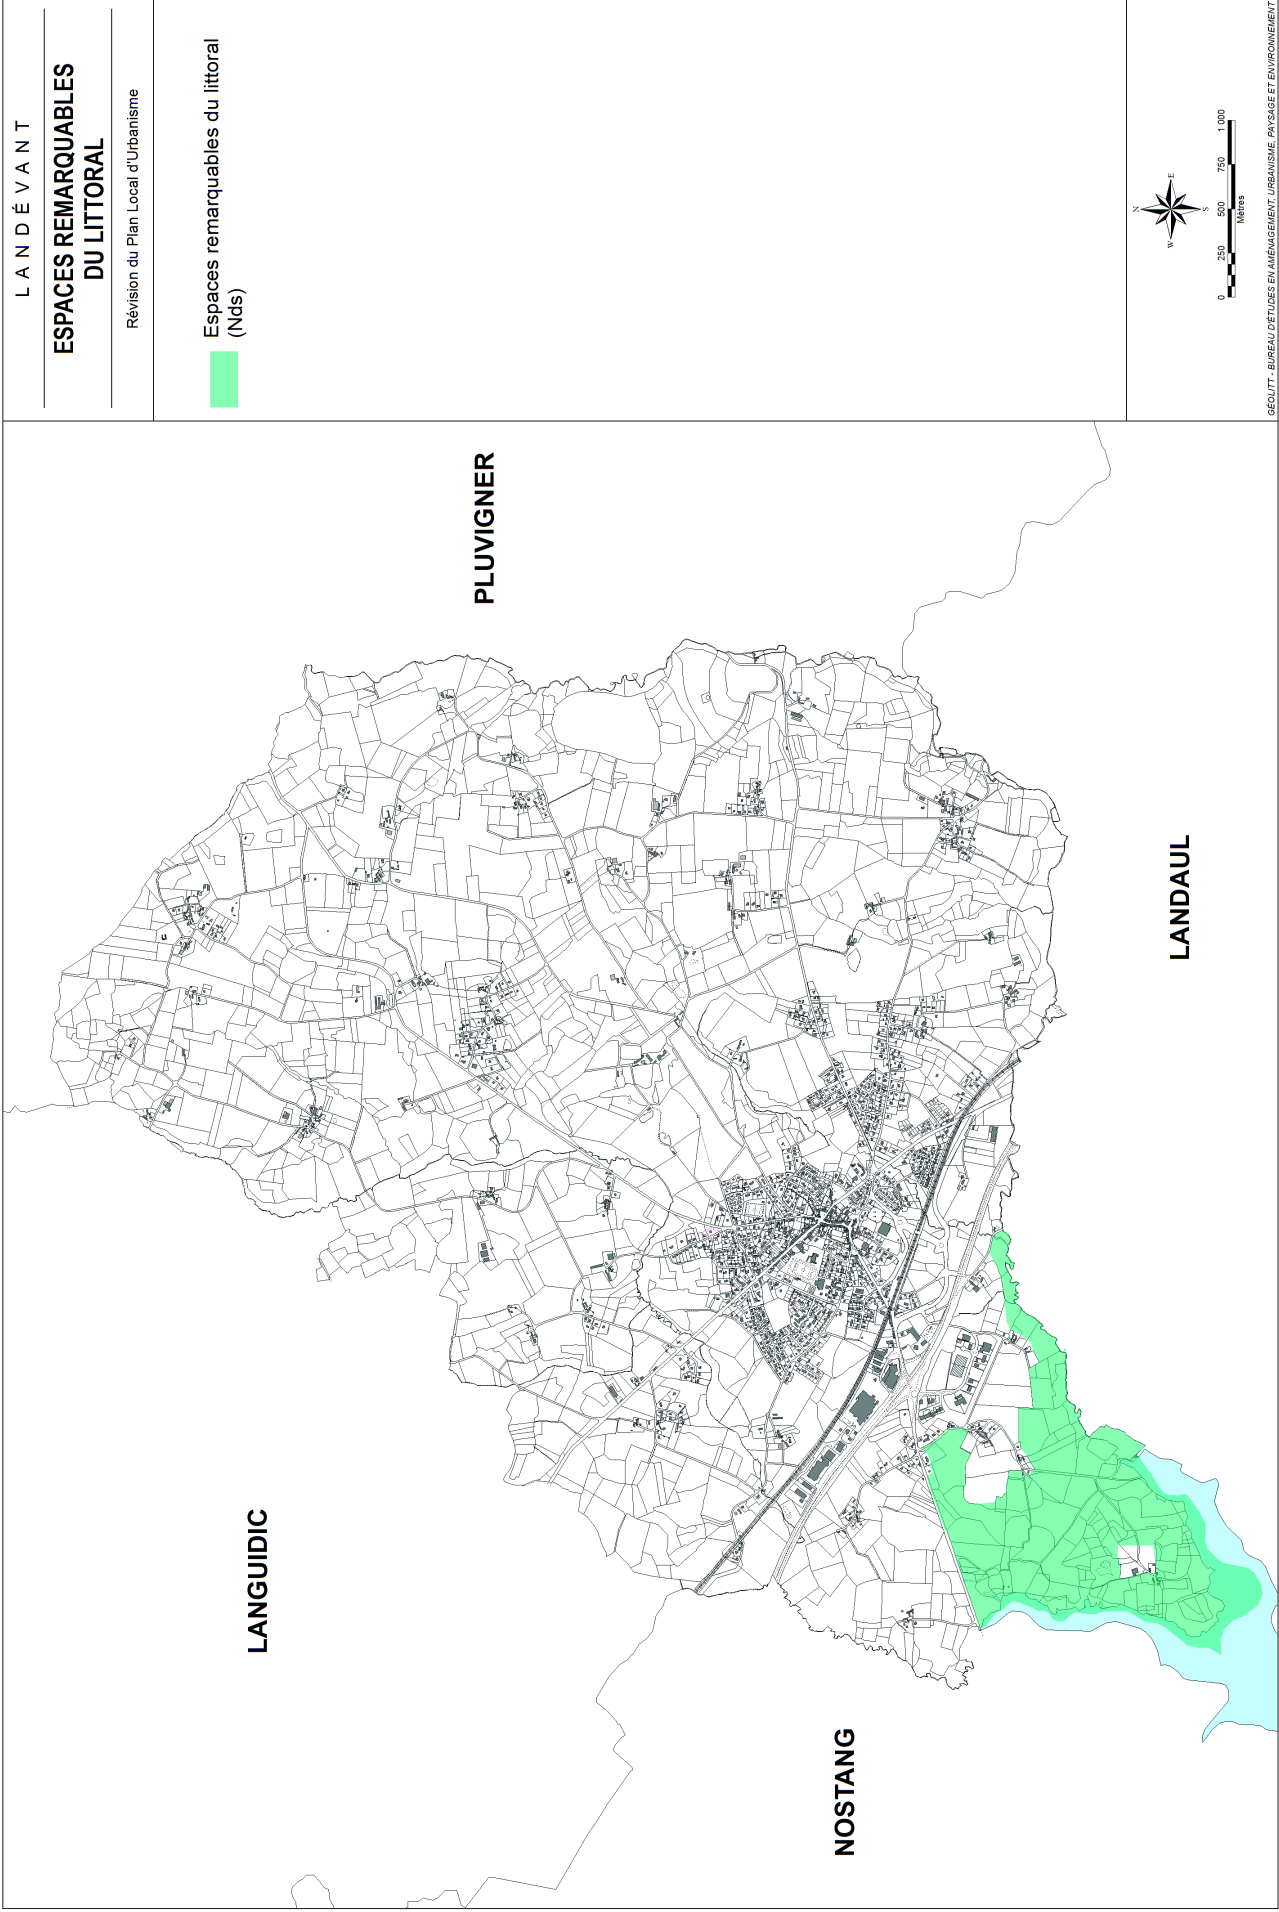 LANDÉVANT
ESPACES REMARQUABLES
DU LITTORAL
Révision du Plan Local d'Urbanisme
Espaces remarquables du littoral
(Nds)
PLUVIGNER
LANDAUL
LANGUIDIC
NOSTANG
N
W
E
S
0 250 500 750 1 000
Mètres
GÉOLITT - BUREAU D'ÉTUDES EN AMÉNAGEMENT, URBANISME, PAYSAGE ET ENVIRONNEMENT